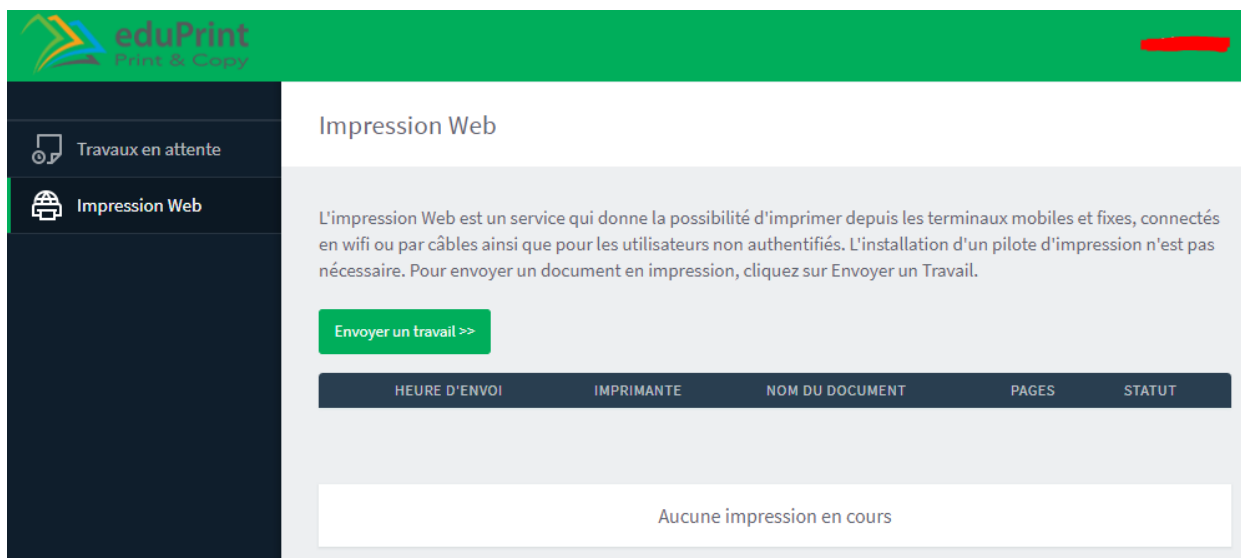 eduPrint
Print & Copy
Travaux en attente
Impression Web
Impression Web
L'impression Web est un service qui donne la possibilité d'imprimer depuis les terminaux mobiles et fixes, connectés
en wifi ou par câbles ainsi que pour les utilisateurs non authentifiés. L'installation d'un pilote d'impression n'est pas
nécessaire. Pour envoyer un document en impression, cliquez sur Envoyer un Travail.
Envoyer un travail >>
HEURE D'ENVOI IMPRIMANTE NOM DU DOCUMENT PAGES STATUT
Aucune impression en cours